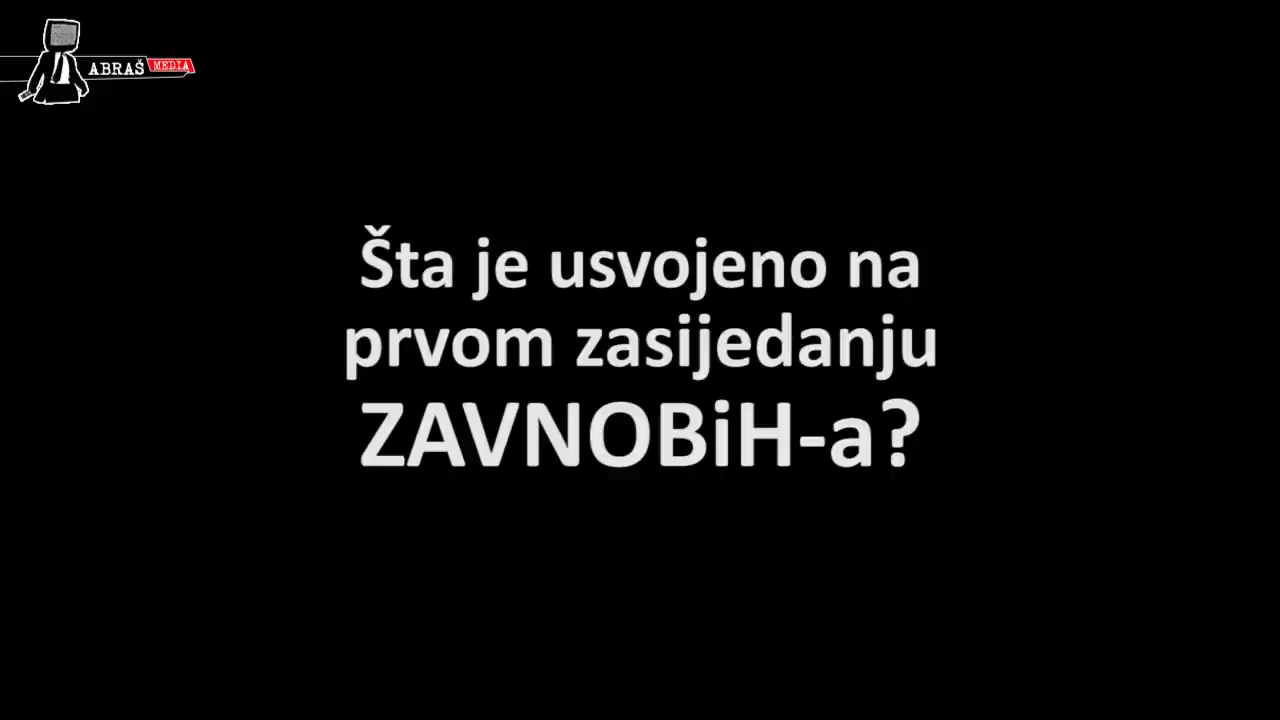 ABRAŠ MEDIA
Šta je usvojeno na
prvom zasijedanju
ZAVNOBiH-a?